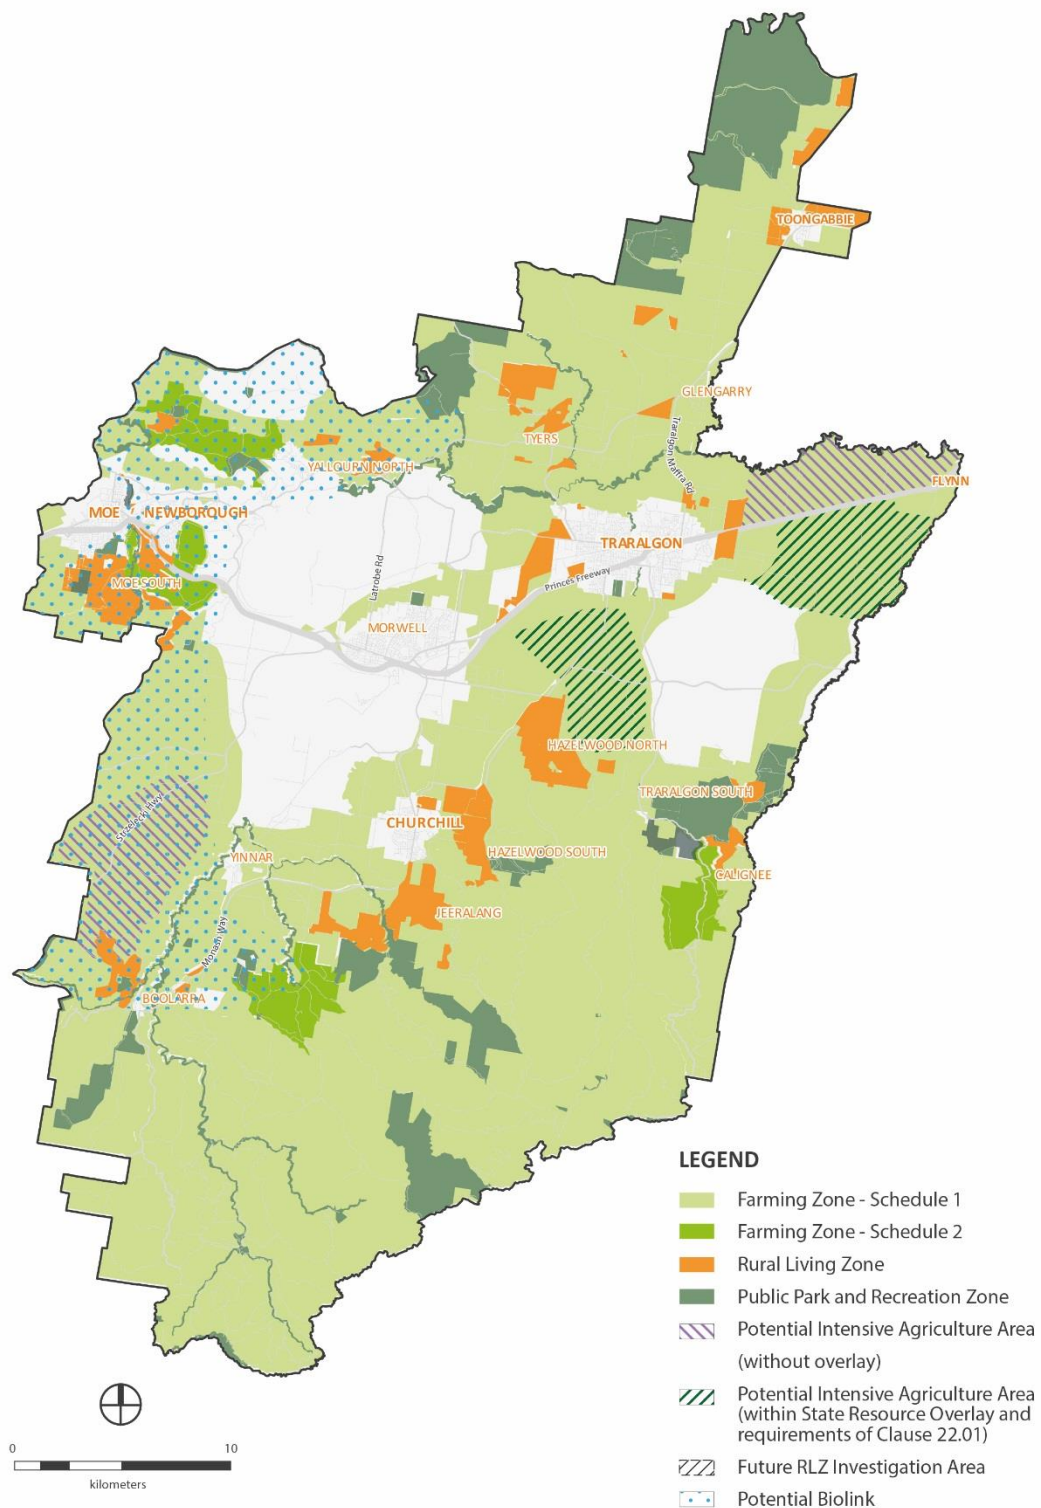 TOONGABBIE
GLENGARRY
TYERS
Traralgon Maffra Rd
YALLOURN NORTH
FLYNN
MOE
NEWBOROUGH
TRARALGON
Latrobe Rd
Princes Freeway
MOE SOUTH
MORWELL
HAZELWOOD NORTH
TRARALGON SOUTH
Strzelecki Hwy
CHURCHILL
YINNAR
HAZELWOOD SOUTH
CALIGNEE
JEERALANG
Monash Way
BOOLARRA
LEGEND
Farming Zone - Schedule 1
Farming Zone - Schedule 2
Rural Living Zone
Public Park and Recreation Zone
Potential Intensive Agriculture Area
(without overlay)
Potential Intensive Agriculture Area
(within State Resource Overlay and
requirements of Clause 22.01)
Future RLZ Investigation Area
Potential Biolink
0 10
kilometers